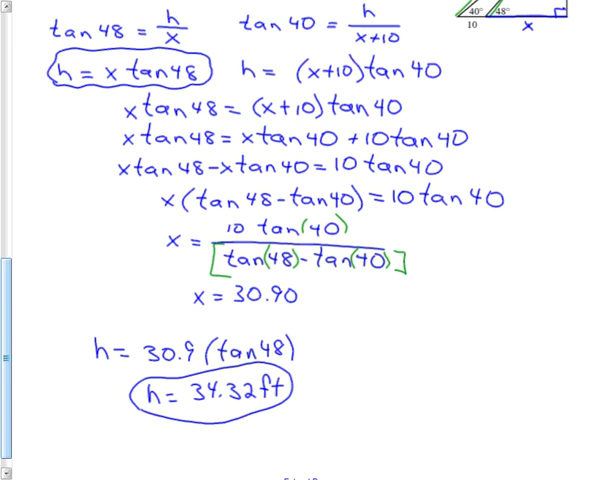 tan 48 = h/x tan 40 = h/x+10
40° 48°
10 x
h = x tan 48 h = (x+10) tan 40
x tan 48 = (x+10) tan 40
x tan 48 = x tan 40 + 10 tan 40
x tan 48 - x tan 40 = 10 tan 40
x (tan 48 - tan 40) = 10 tan 40
x = 10 tan(40) / [tan(48) - tan(40)]
x = 30.90
h = 30.9 (tan 48)
h = 34.32 ft